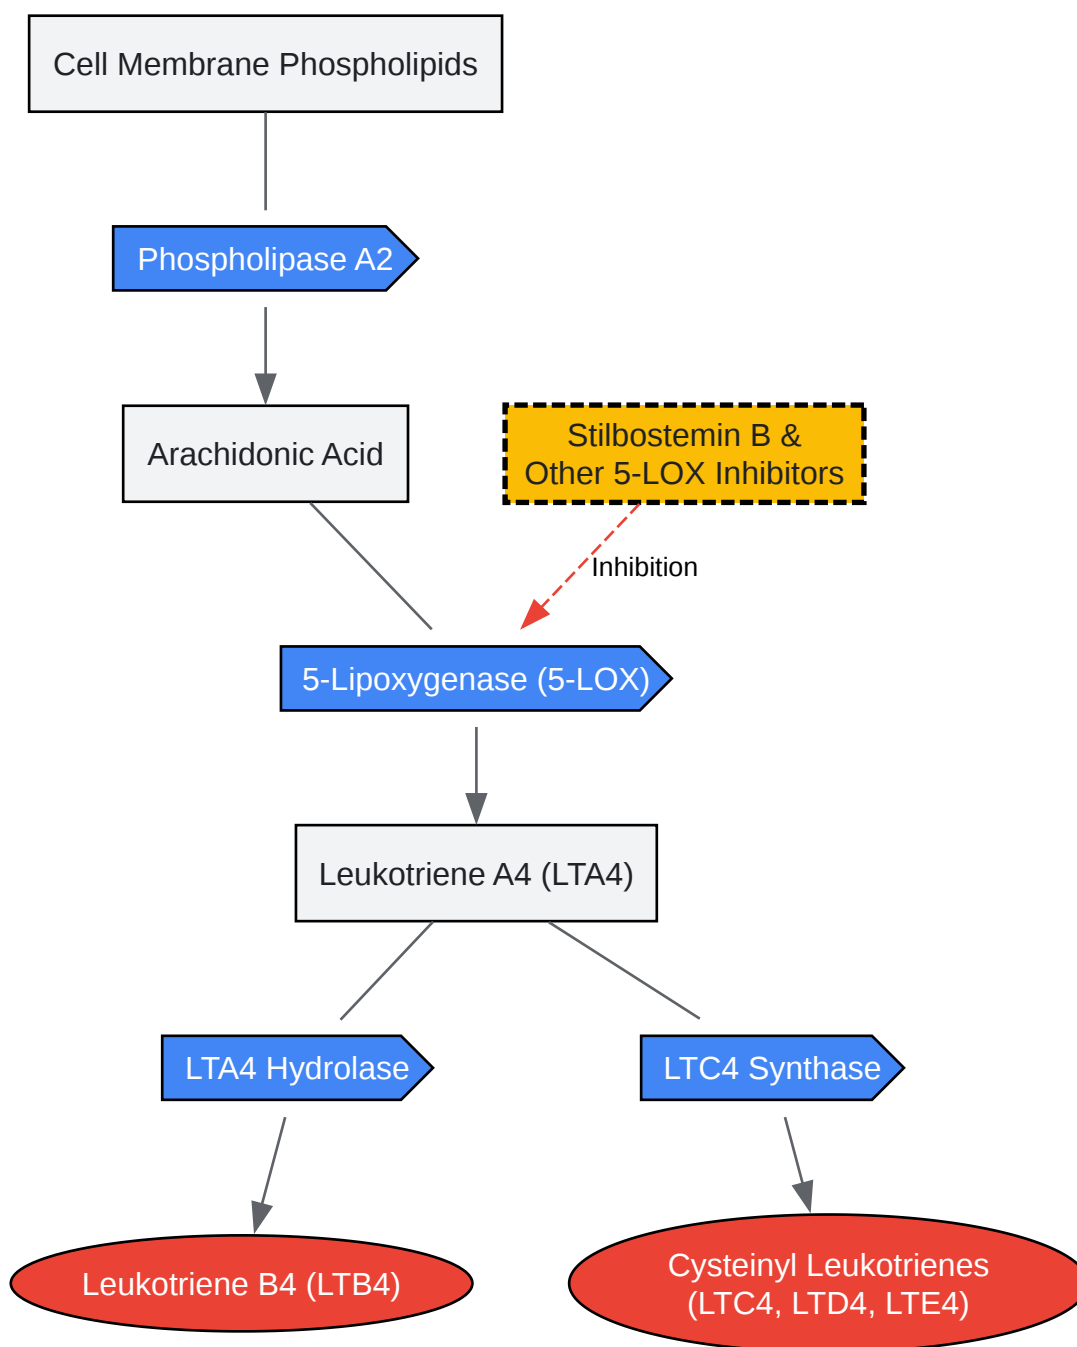 Cell Membrane Phospholipids
Phospholipase A2
Arachidonic Acid
Stilbostemin B &
Other 5-LOX Inhibitors
Inhibition
5-Lipoxygenase (5-LOX)
Leukotriene A4 (LTA4)
LTA4 Hydrolase
LTC4 Synthase
Leukotriene B4 (LTB4)
Cysteinyl Leukotrienes
(LTC4, LTD4, LTE4)